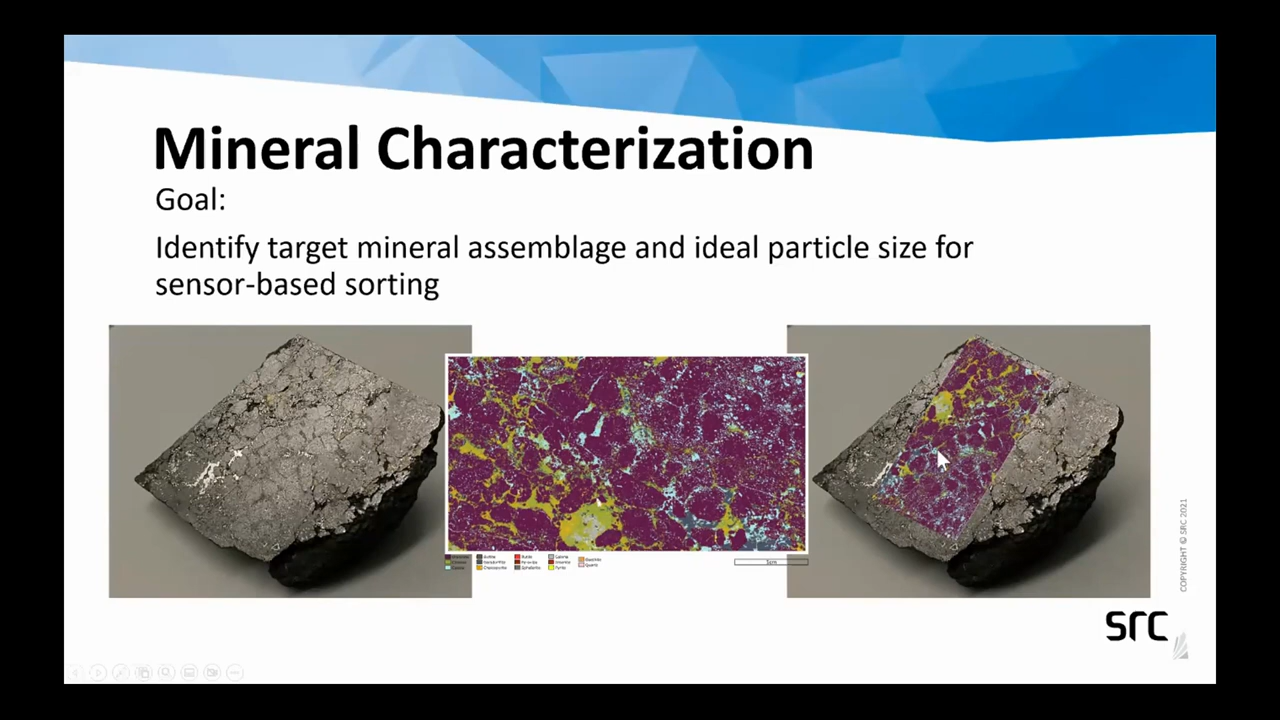 Mineral Characterization
Goal:
Identify target mineral assemblage and ideal particle size for
sensor-based sorting
COPYRIGHT © SRC 2021
src